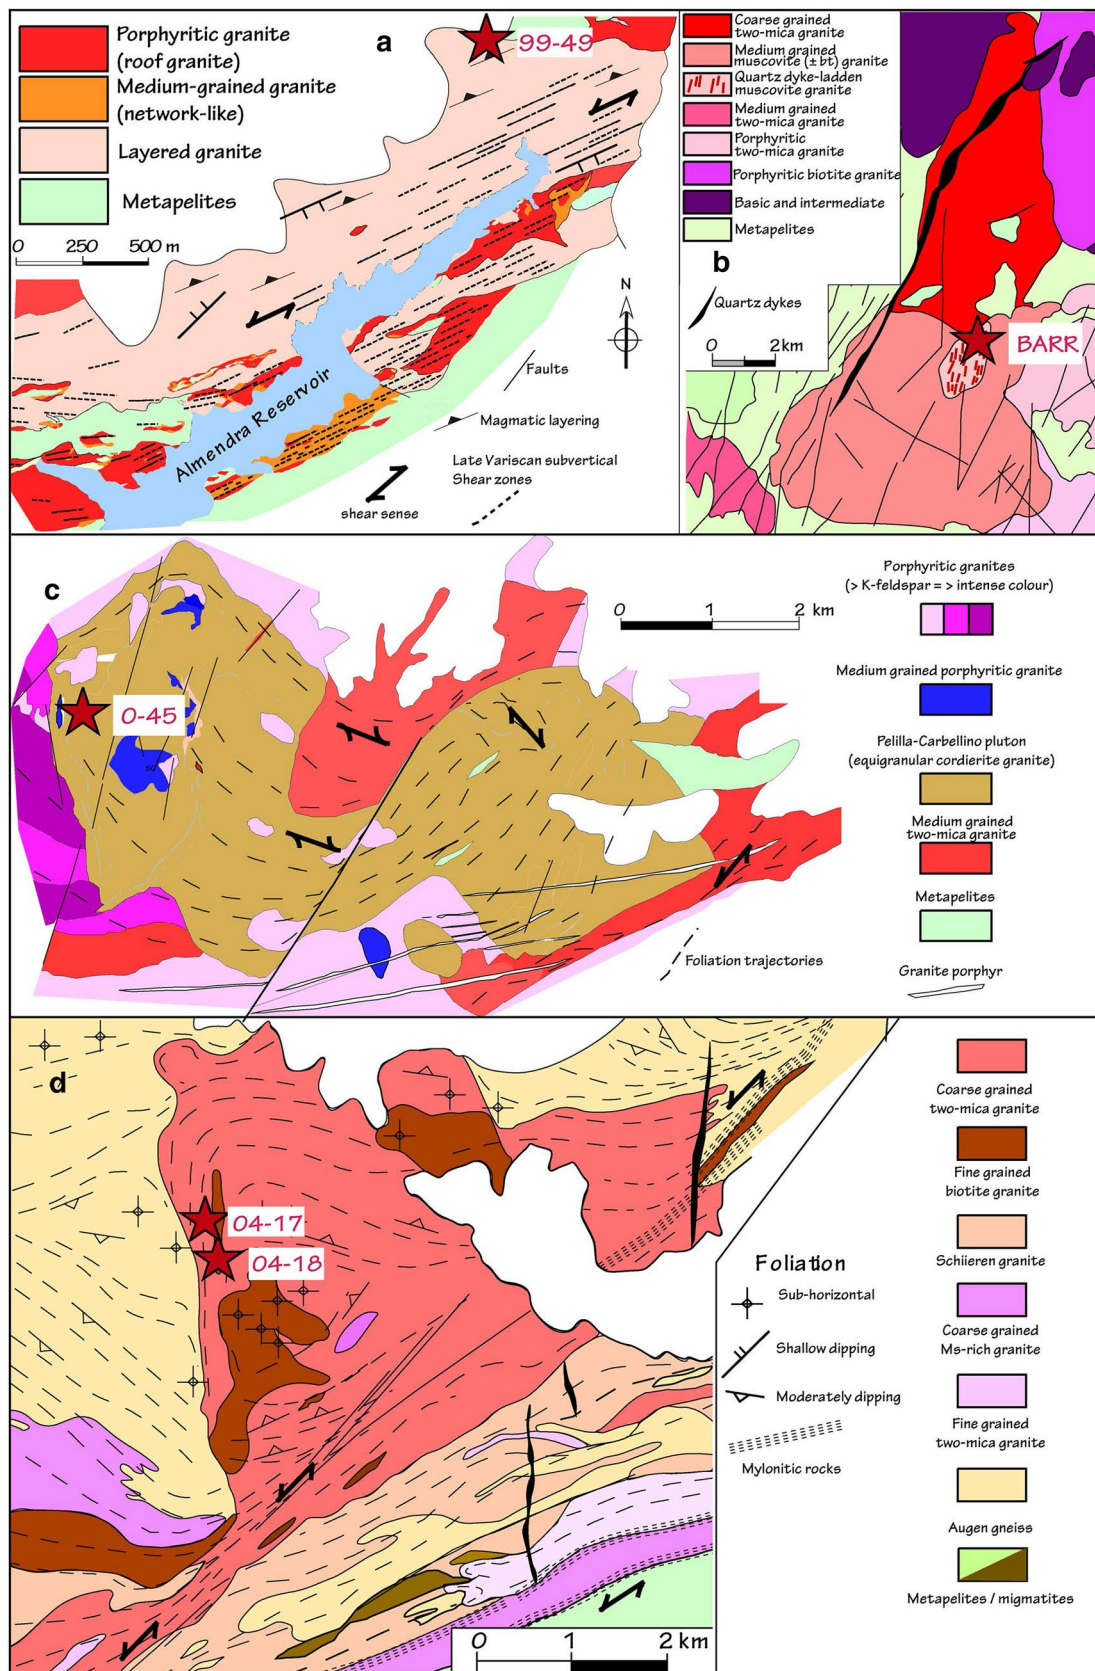 Porphyritic granite
(roof granite)
Medium-grained granite
(network-like)
Layered granite
Metapelites
0 250 500 m
a
99-49
Almendra Reservoir
N
Faults
Magmatic layering
Late Variscan subvertical
Shear zones
shear sense
Coarse grained
two-mica granite
Medium grained
muscovite (± bt) granite
Quartz dyke-ladden
muscovite granite
Medium grained
two-mica granite
Porphyritic
two-mica granite
Porphyritic biotite granite
Basic and intermediate
Metapelites
b
Quartz dykes
0 2km
BARR
c
0-45
0 1 2 km
Foliation trajectories
Porphyritic granites
(> K-feldspar = > intense colour)
Medium grained porphyritic granite
Pelilla-Carbellino pluton
(equigranular cordierite granite)
Medium grained
two-mica granite
Metapelites
Granite porphyr
d
04-17
04-18
0 1 2 km
Foliation
Sub-horizontal
Shallow dipping
Moderately dipping
Mylonitic rocks
Coarse grained
two-mica granite
Fine grained
biotite granite
Schiieren granite
Coarse grained
Ms-rich granite
Fine grained
two-mica granite
Augen gneiss
Metapelites / migmatites